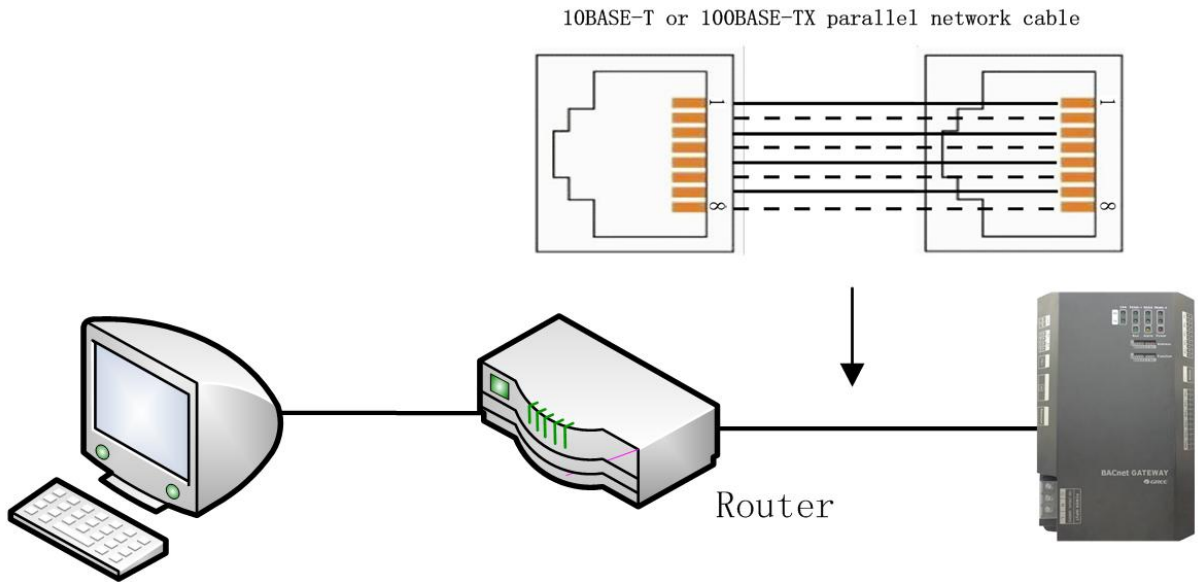 10BASE-T or 100BASE-TX parallel network cable
1
1
8
8
Router
BACnet GATEWAY
GREE